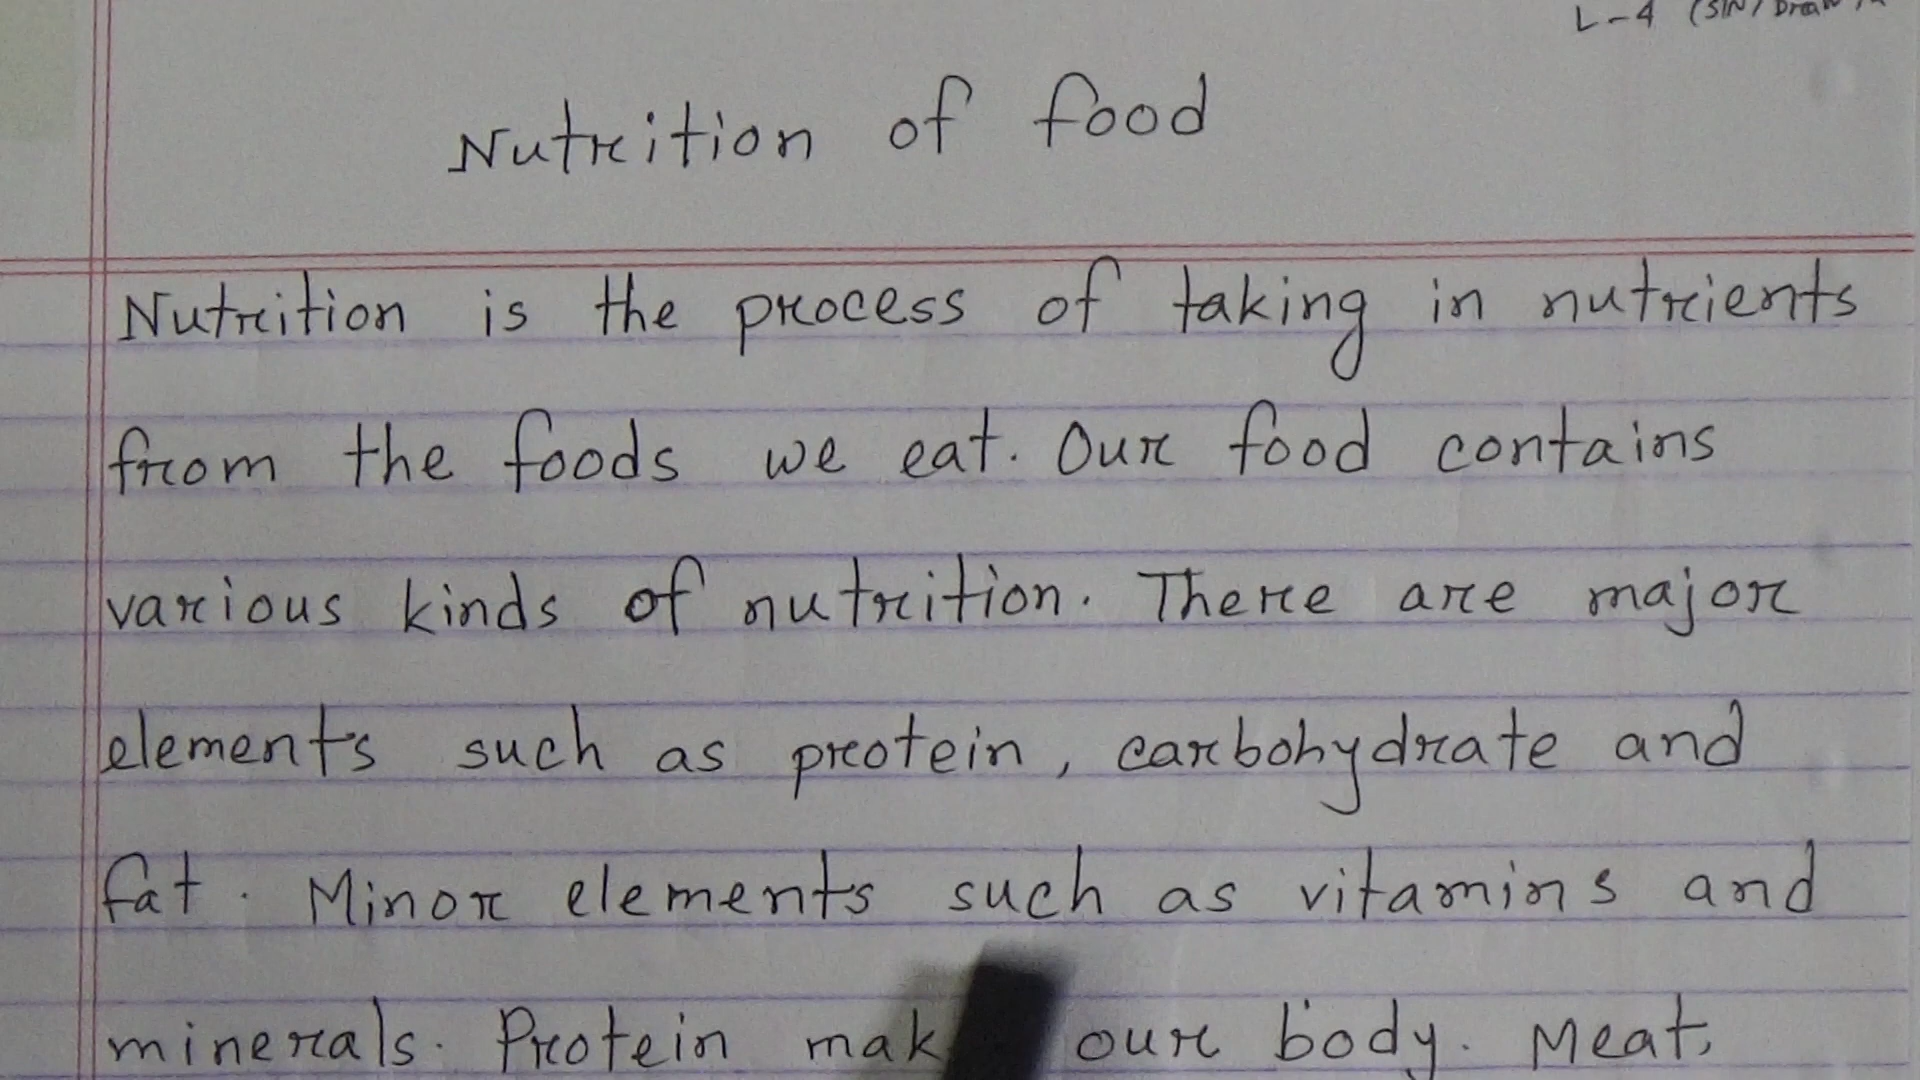 L-4
Nutrition of food
Nutrition is the process of taking in nutrients
from the foods we eat. Our food contains
various kinds of nutrition. There are major
elements such as protein, carbohydrate and
fat. Minor elements such as vitamins and
minerals. Protein mak our body. Meat,